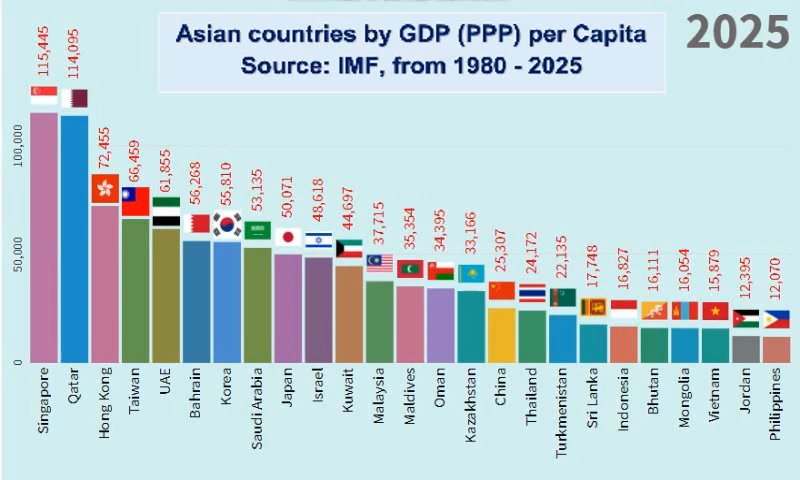 Asian countries by GDP (PPP) per Capita
Source: IMF, from 1980 - 2025
2025
115,445
114,095
72,455
66,459
61,855
56,268
55,810
53,135
50,071
48,618
44,697
37,715
35,354
34,395
33,166
25,307
24,172
22,135
17,748
16,827
16,111
16,054
15,879
12,395
12,070
100,000
50,000
0
Singapore
Qatar
Hong Kong
Taiwan
UAE
Bahrain
Korea
Saudi Arabia
Japan
Israel
Kuwait
Malaysia
Maldives
Oman
Kazakhstan
China
Thailand
Turkmenistan
Sri Lanka
Indonesia
Bhutan
Mongolia
Vietnam
Jordan
Philippines